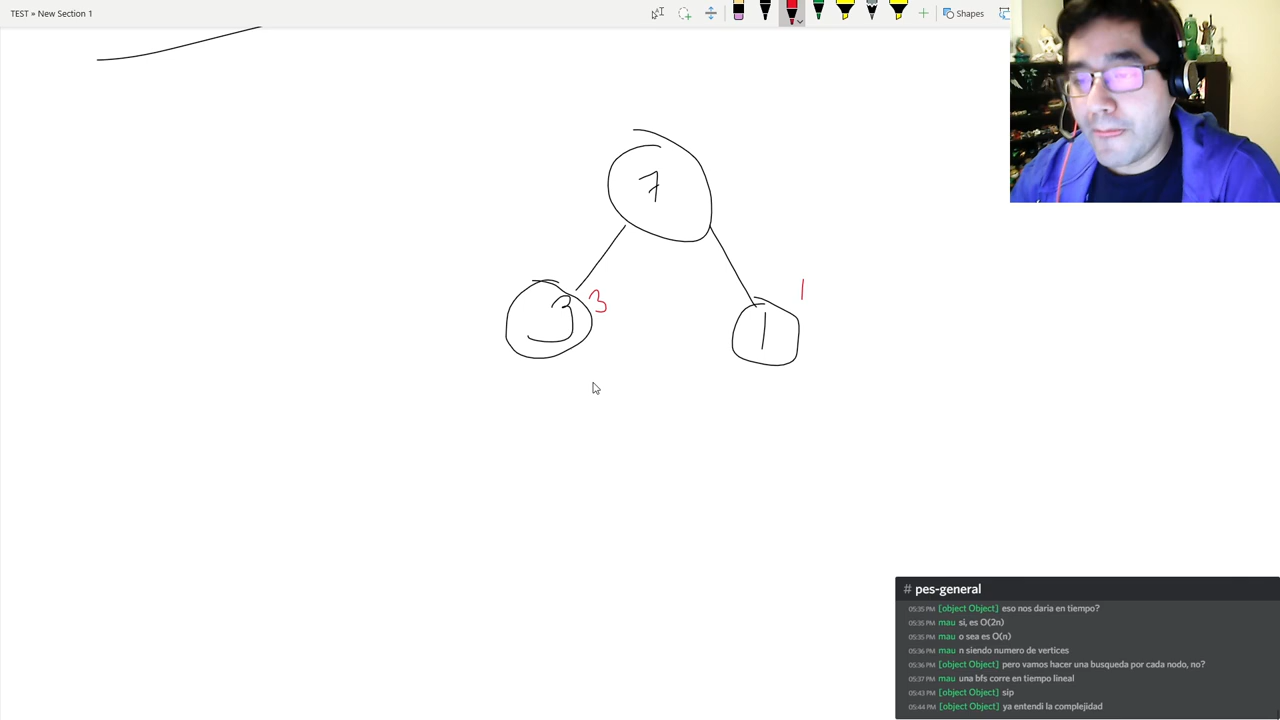 TEST » New Section 1
Shapes
7
3 3
1
1
# pes-general
05:35 PM [object Object] eso nos daria en tiempo?
05:35 PM mau si, es O(2n)
05:35 PM mau o sea es O(n)
05:36 PM mau n siendo numero de vertices
05:36 PM [object Object] pero vamos hacer una busqueda por cada nodo, no?
05:37 PM mau una bfs corre en tiempo lineal
05:43 PM [object Object] sip
05:44 PM [object Object] ya entendi la complejidad